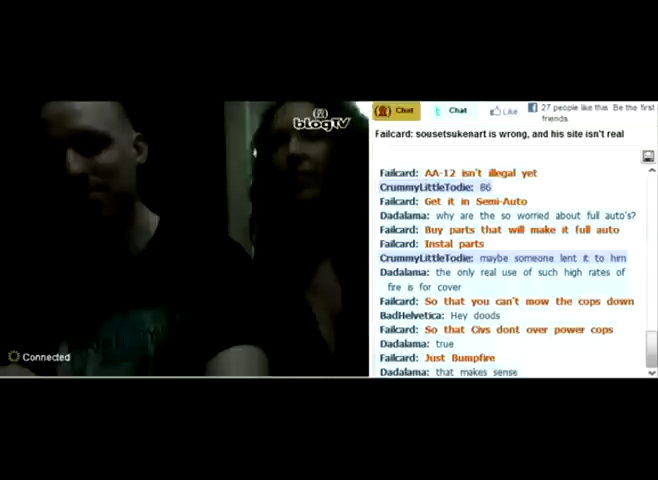 blogTV
Chat
Chat
Like
27 people like this. Be the first
friends.
Failcard: sousetsukenart is wrong, and his site isn't real
Failcard: AA-12 isn't illegal yet
CrummyLittleTodie: 86
Failcard: Get it in Semi-Auto
Dadalama: why are the so worried about full auto's?
Failcard: Buy parts that will make it full auto
Failcard: Instal parts
CrummyLittleTodie: maybe someone lent it to him
Dadalama: the only real use of such high rates of
fire is for cover
Failcard: So that you can't mow the cops down
BadHelvetica: Hey doods
Failcard: So that Civs dont over power cops
Dadalama: true
Failcard: Just Bumpfire
Dadalama: that makes sense
Connected